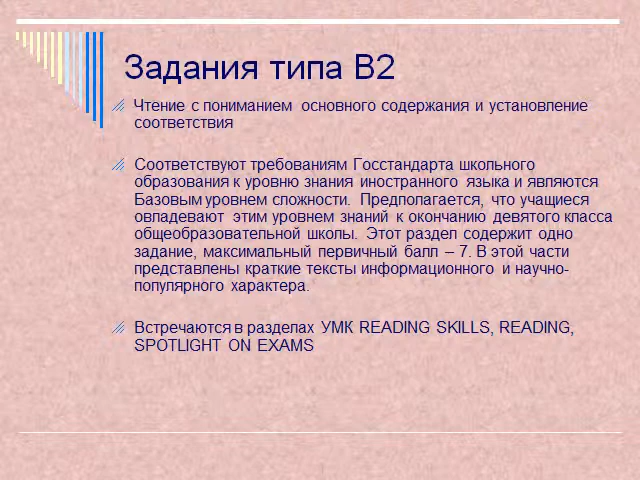 Задания типа В2
Чтение с пониманием основного содержания и установление
соответствия
Соответствуют требованиям Госстандарта школьного
образования к уровню знания иностранного языка и являются
Базовым уровнем сложности. Предполагается, что учащиеся
овладевают этим уровнем знаний к окончанию девятого класса
общеобразовательной школы. Этот раздел содержит одно
задание, максимальный первичный балл – 7. В этой части
представлены краткие тексты информационного и научно-
популярного характера.
Встречаются в разделах УМК READING SKILLS, READING,
SPOTLIGHT ON EXAMS